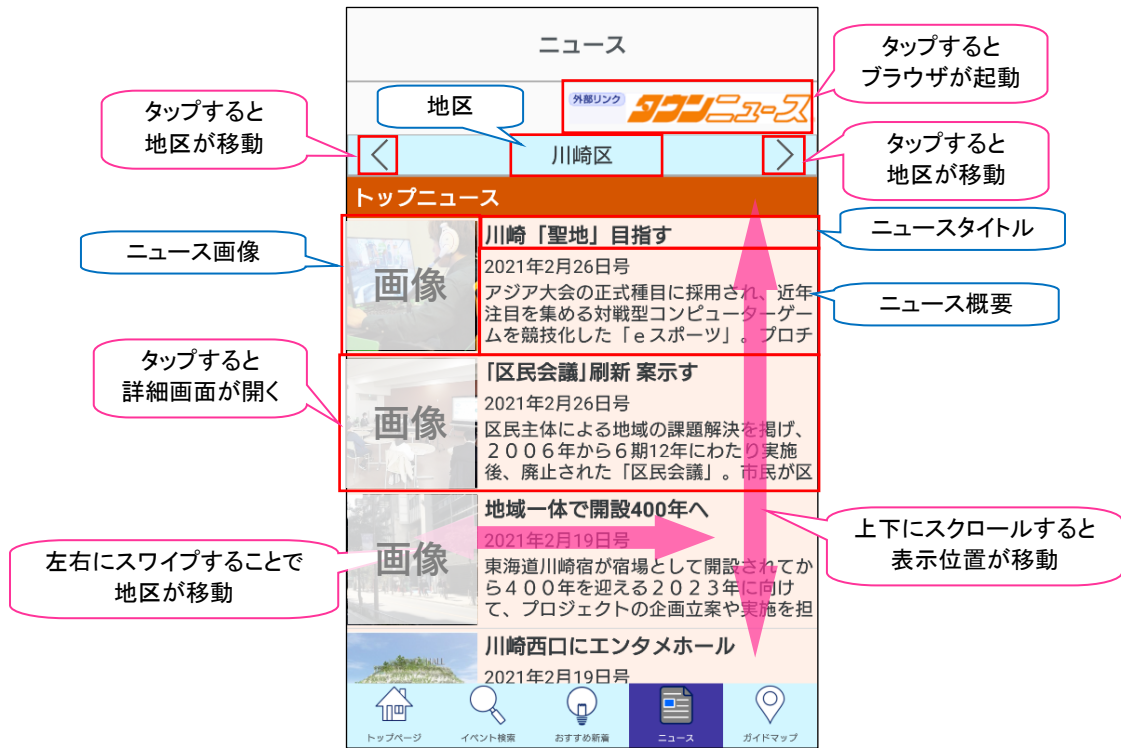 ニュース
タップすると
ブラウザが起動
外部リンク
タウンニュース
地区
タップすると
地区が移動
川崎区
タップすると
地区が移動
トップニュース
川崎「聖地」目指す
ニュースタイトル
ニュース画像
画像
2021年2月26日号
アジア大会の正式種目に採用され、近年
注目を集める対戦型コンピューターゲー
ムを競技化した「eスポーツ」。プロチ
ニュース概要
タップすると
詳細画面が開く
画像
「区民会議」刷新 案示す
2021年2月26日号
区民主体による地域の課題解決を掲げ、
2006年から6期12年にわたり実施
後、廃止された「区民会議」。市民が区
画像
地域一体で開設400年へ
2021年2月19日号
東海道川崎宿が宿場として開設されてか
ら400年を迎える2023年に向け
て、プロジェクトの企画立案や実施を担
上下にスクロールすると
表示位置が移動
左右にスワイプすることで
地区が移動
川崎西口にエンタメホール
2021年2月19日号
トップページ
イベント検索
おすすめ新着
ニュース
ガイドマップ